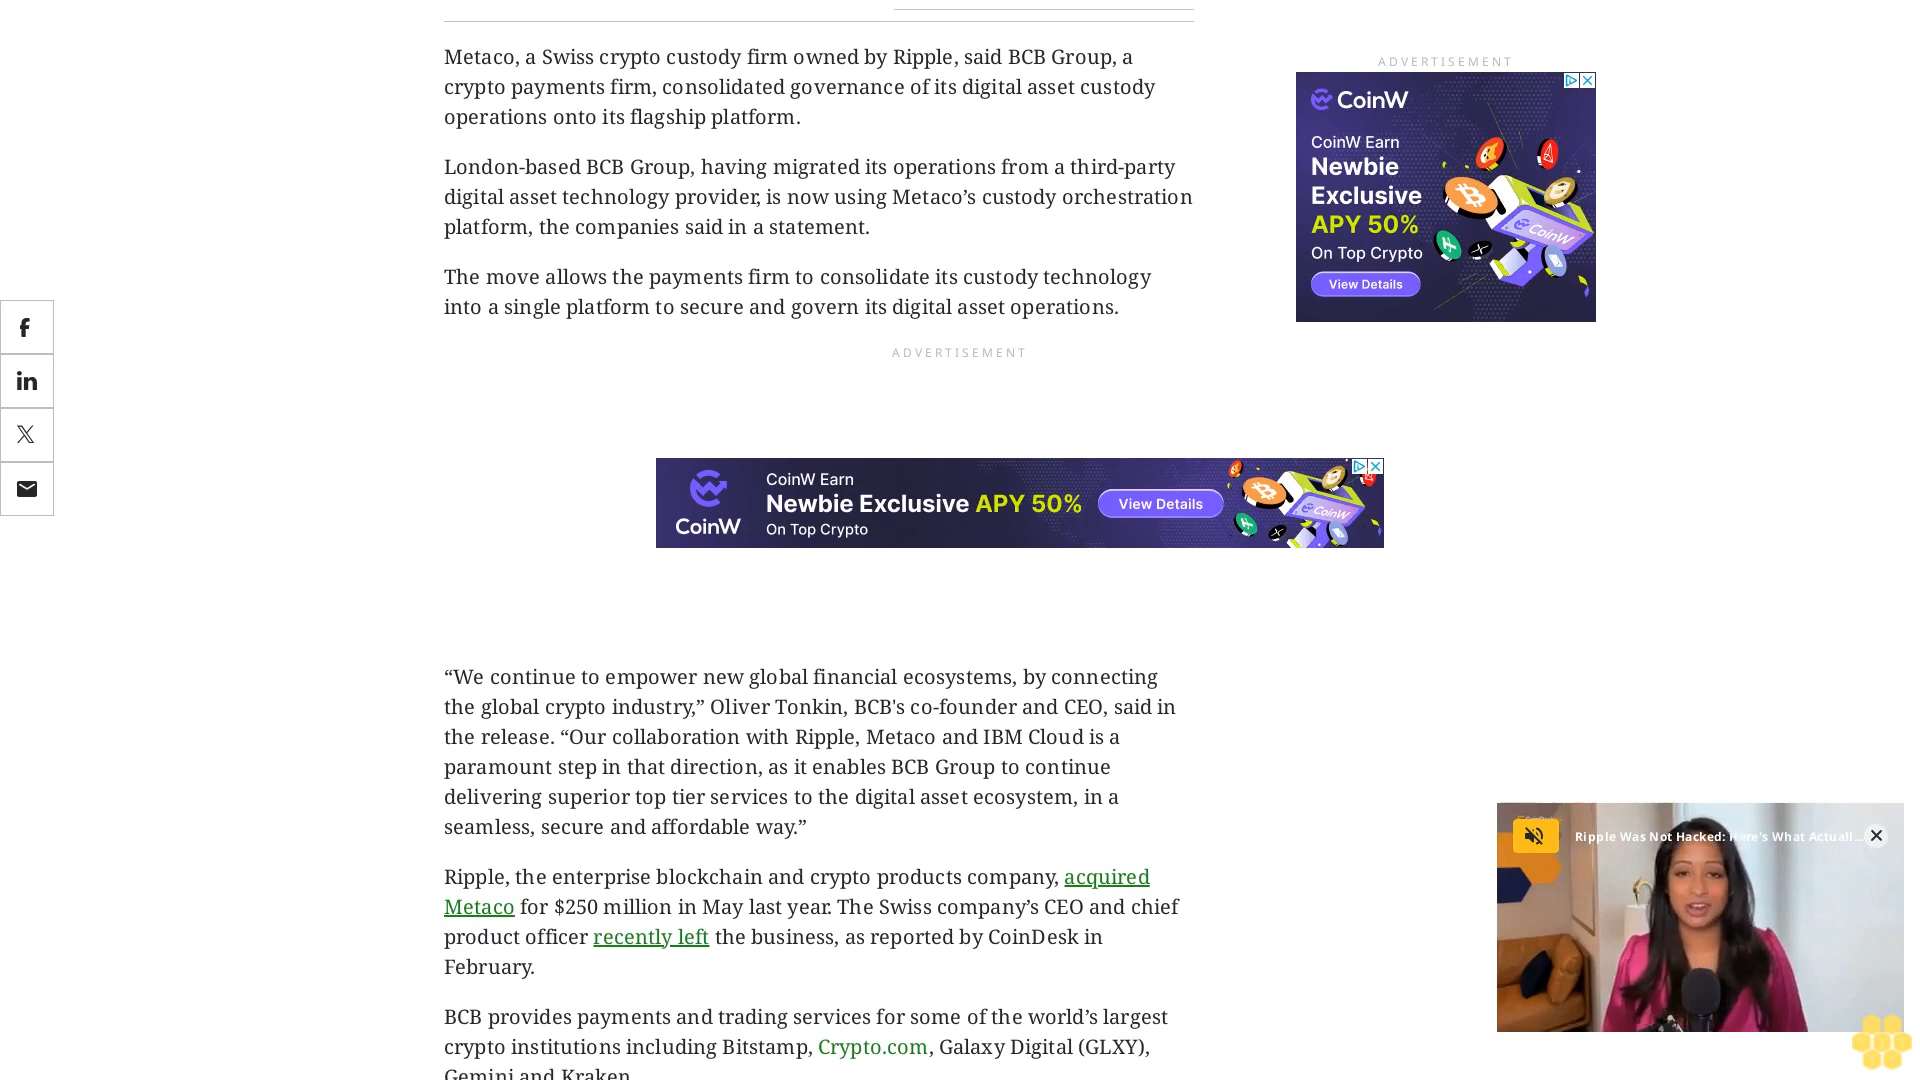 Metaco, a Swiss crypto custody firm owned by Ripple, said BCB Group, a
crypto payments firm, consolidated governance of its digital asset custody
operations onto its flagship platform.
London-based BCB Group, having migrated its operations from a third-party
digital asset technology provider, is now using Metaco’s custody orchestration
platform, the companies said in a statement.
The move allows the payments firm to consolidate its custody technology
into a single platform to secure and govern its digital asset operations.
ADVERTISEMENT
CoinW
CoinW Earn
Newbie
Exclusive
APY 50%
On Top Crypto
View Details
CoinW
f
in
X
ADVERTISEMENT
CoinW
CoinW Earn
Newbie Exclusive APY 50%
On Top Crypto
View Details
CoinW
“We continue to empower new global financial ecosystems, by connecting
the global crypto industry,” Oliver Tonkin, BCB's co-founder and CEO, said in
the release. “Our collaboration with Ripple, Metaco and IBM Cloud is a
paramount step in that direction, as it enables BCB Group to continue
delivering superior top tier services to the digital asset ecosystem, in a
seamless, secure and affordable way.”
Ripple, the enterprise blockchain and crypto products company, acquired
Metaco for $250 million in May last year. The Swiss company’s CEO and chief
product officer recently left the business, as reported by CoinDesk in
February.
BCB provides payments and trading services for some of the world’s largest
crypto institutions including Bitstamp, Crypto.com, Galaxy Digital (GLXY),
Gemini and Kraken.
Ripple Was Not Hacked: Here's What Actuall...